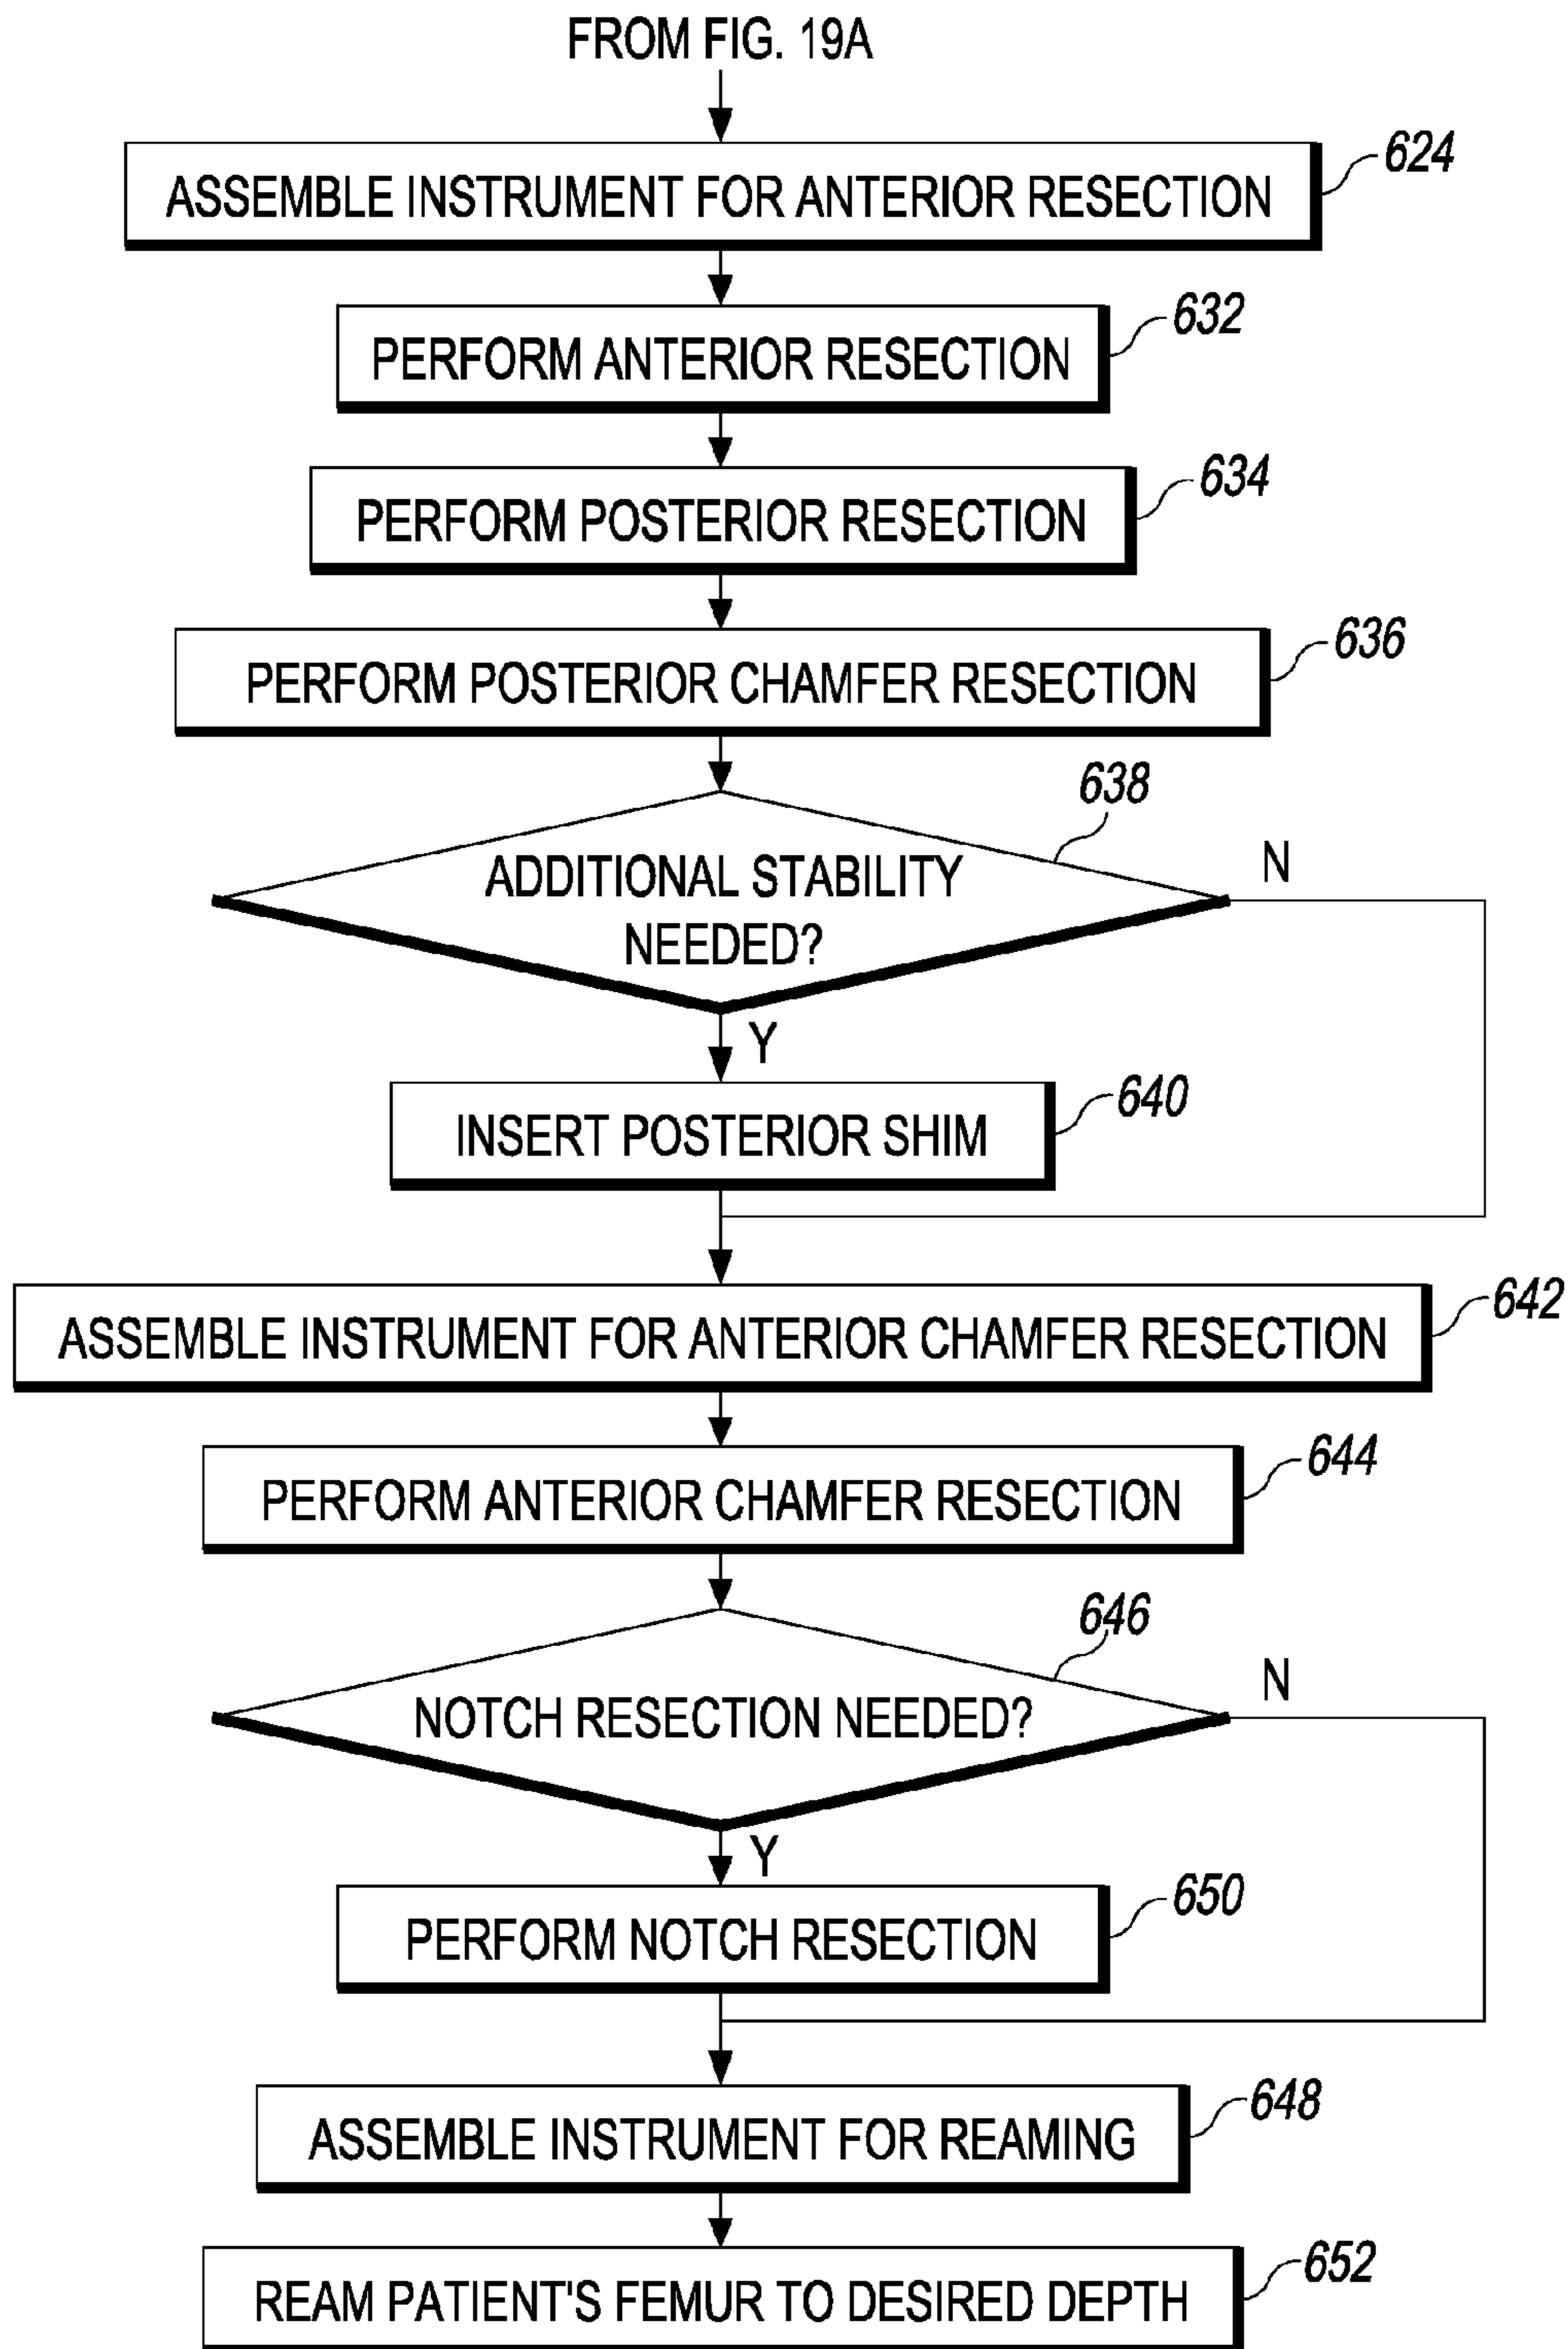 FROM FIG. 19A
ASSEMBLE INSTRUMENT FOR ANTERIOR RESECTION
624
PERFORM ANTERIOR RESECTION
632
PERFORM POSTERIOR RESECTION
634
PERFORM POSTERIOR CHAMFER RESECTION
636
638
ADDITIONAL STABILITY
NEEDED?
N
Y
INSERT POSTERIOR SHIM
640
ASSEMBLE INSTRUMENT FOR ANTERIOR CHAMFER RESECTION
642
PERFORM ANTERIOR CHAMFER RESECTION
644
646
NOTCH RESECTION NEEDED?
N
Y
PERFORM NOTCH RESECTION
650
ASSEMBLE INSTRUMENT FOR REAMING
648
REAM PATIENT'S FEMUR TO DESIRED DEPTH
652